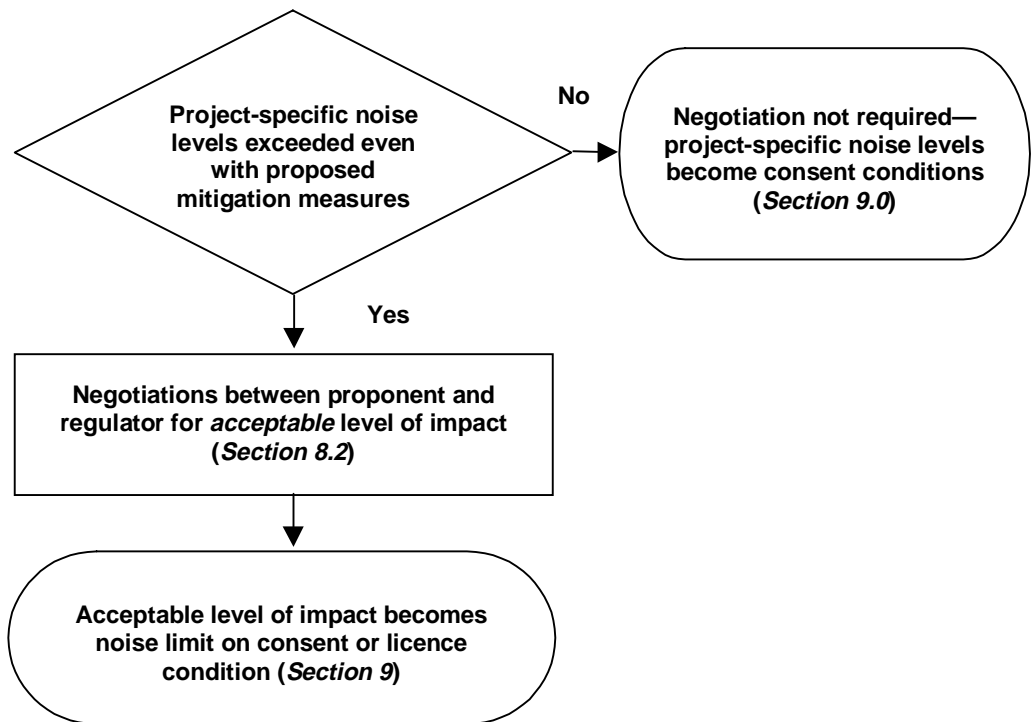 Project-specific noise
levels exceeded even
with proposed
mitigation measures
No
Negotiation not required—
project-specific noise levels
become consent conditions
(Section 9.0)
Yes
Negotiations between proponent and
regulator for acceptable level of impact
(Section 8.2)
Acceptable level of impact becomes
noise limit on consent or licence
condition (Section 9)